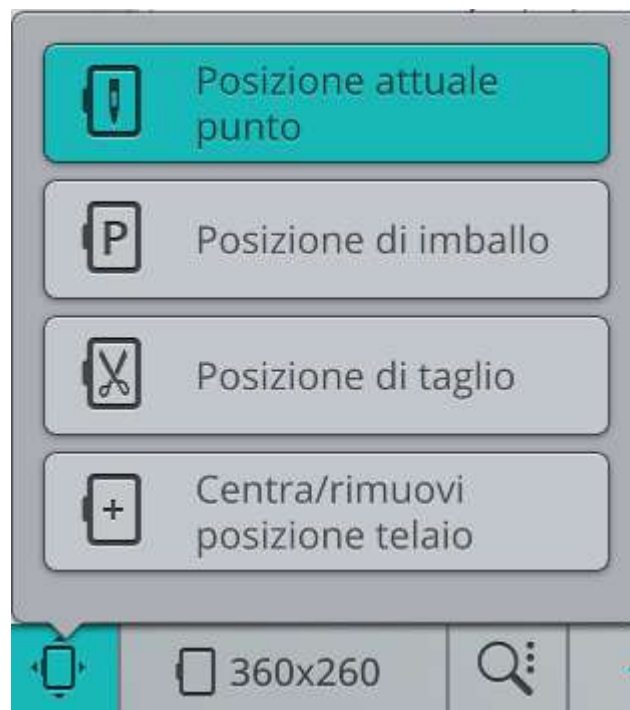 Posizione attuale
punto
P
Posizione di imballo
Posizione di taglio
Centra/rimuovi
posizione telaio
360x260